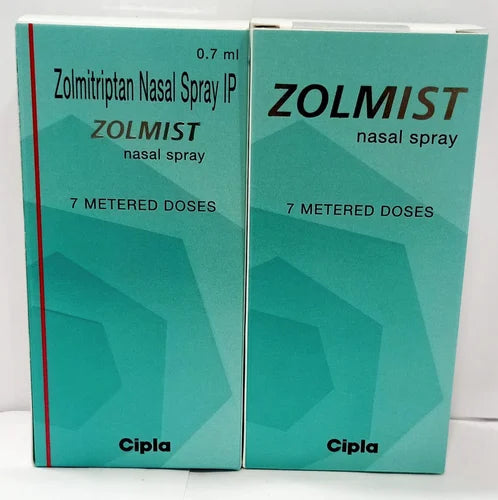 0.7 ml
Zolmitriptan Nasal Spray IP
ZOLMIST
nasal spray
7 METERED DOSES
Cipla
ZOLMIST
nasal spray
7 METERED DOSES
Cipla